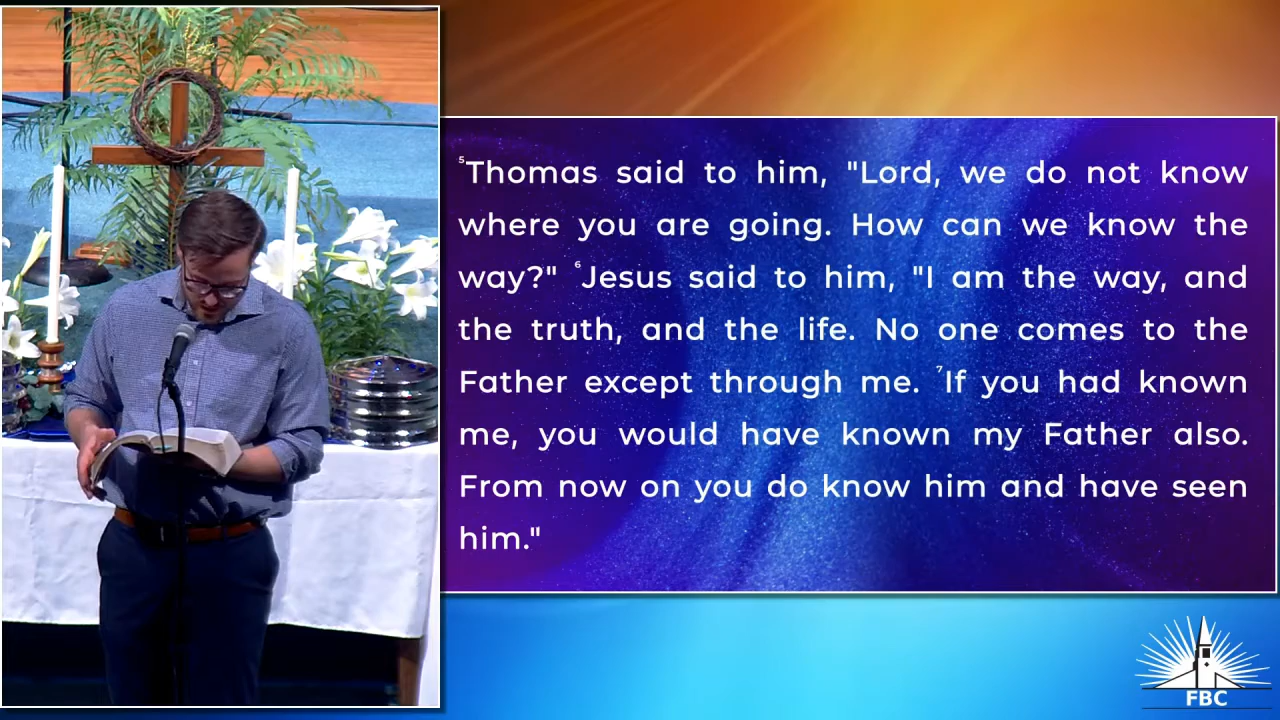 ⁵Thomas said to him, "Lord, we do not know
where you are going. How can we know the
way?" ⁶Jesus said to him, "I am the way, and
the truth, and the life. No one comes to the
Father except through me. ⁷If you had known
me, you would have known my Father also.
From now on you do know him and have seen
him."
FBC